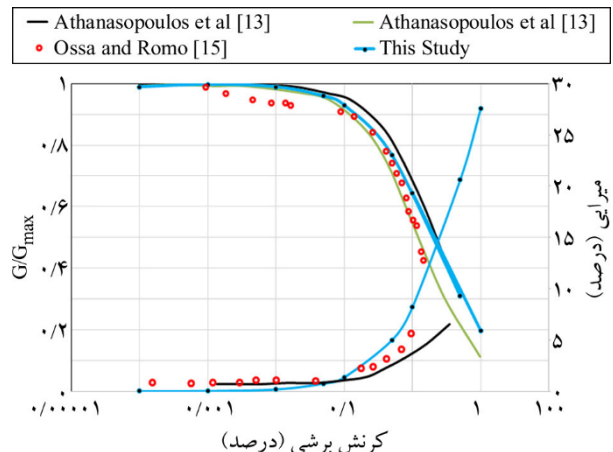 Athanasopoulos et al [13]
Athanasopoulos et al [13]
Ossa and Romo [15]
This Study
۱
۰/۸
۰/۶
۰/۴
۰/۲
۰
G/Gmax
۳۰
۲۵
۲۰
۱۵
۱۰
۵
۰
میرایی (درصد)
۰/۰۰۰۰۱
۰/۰۰۱
۰/۱
۱
۱۰۰
کرنش برشی (درصد)